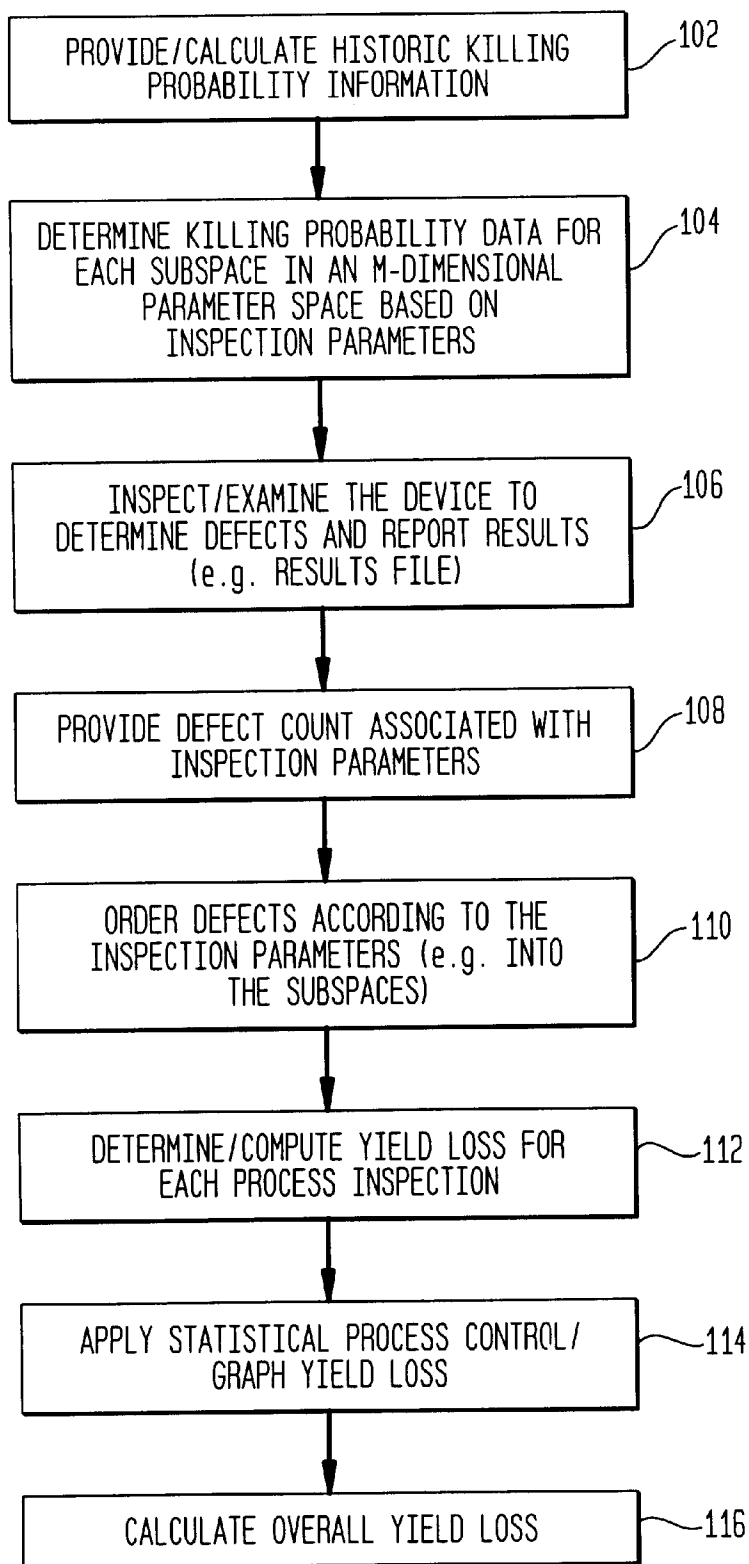 PROVIDE/CALCULATE HISTORIC KILLING
PROBABILITY INFORMATION
102
DETERMINE KILLING PROBABILITY DATA FOR
EACH SUBSPACE IN AN M-DIMENSIONAL
PARAMETER SPACE BASED ON
INSPECTION PARAMETERS
104
INSPECT/EXAMINE THE DEVICE TO
DETERMINE DEFECTS AND REPORT RESULTS
(e.g. RESULTS FILE)
106
PROVIDE DEFECT COUNT ASSOCIATED WITH
INSPECTION PARAMETERS
108
ORDER DEFECTS ACCORDING TO THE
INSPECTION PARAMETERS (e.g. INTO
THE SUBSPACES)
110
DETERMINE/COMPUTE YIELD LOSS FOR
EACH PROCESS INSPECTION
112
APPLY STATISTICAL PROCESS CONTROL/
GRAPH YIELD LOSS
114
CALCULATE OVERALL YIELD LOSS
116